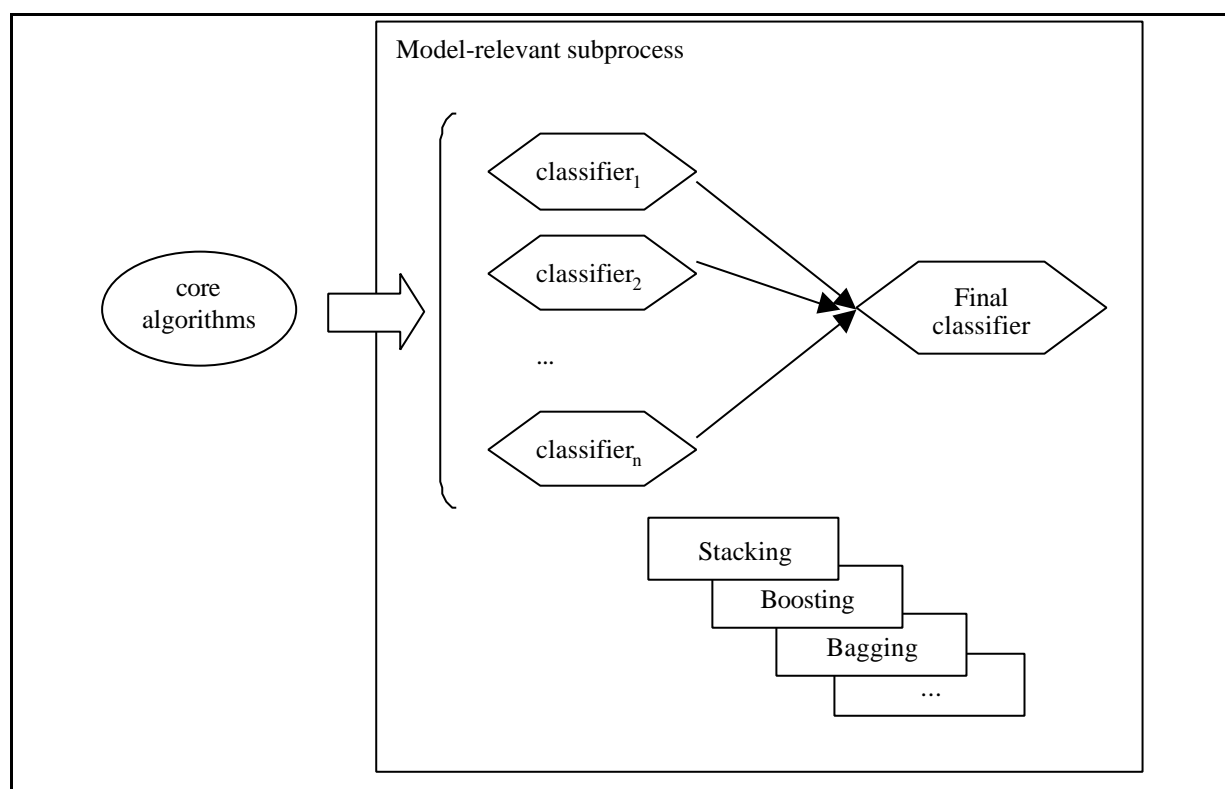 Model-relevant subprocess
core
algorithms
classifier1
classifier2
...
classifiern
Final
classifier
Stacking
Boosting
Bagging
...